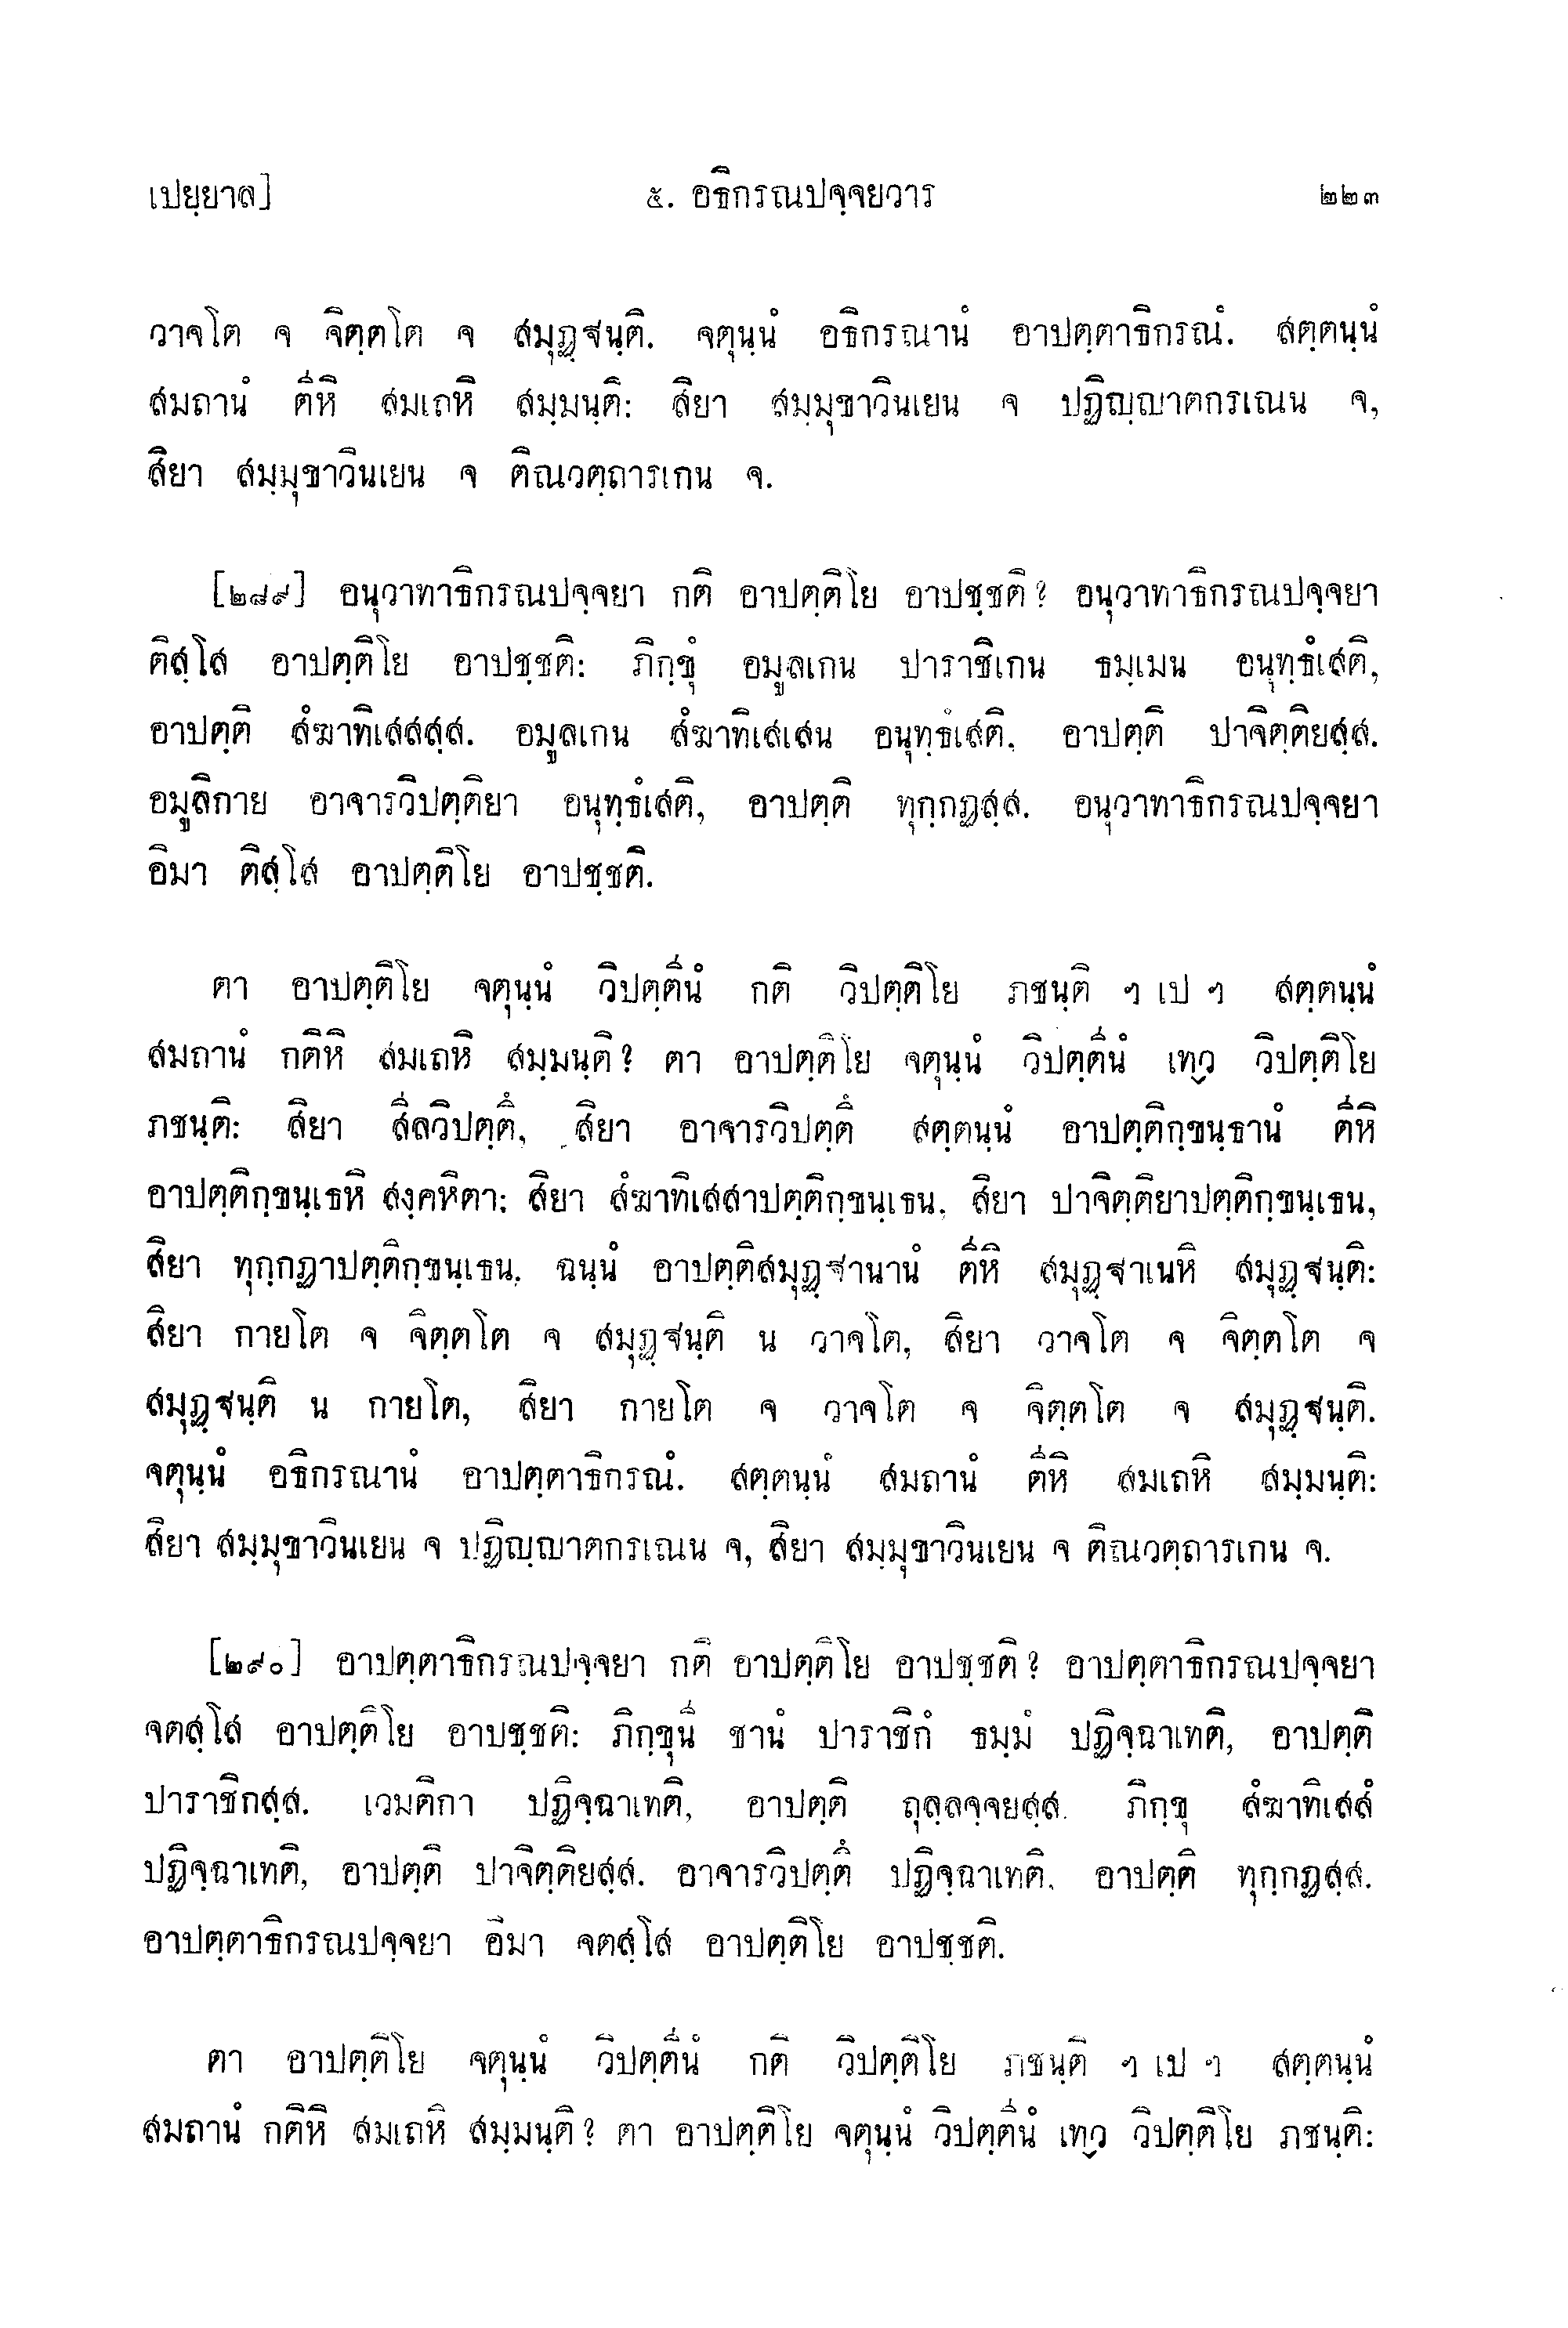 เปยฺยาล]
๕. อธิกรณปจฺจยวาร
๒๒๓
วาจโต จ จิตฺตโต จ สมุฏฺฐนฺติ. จตุนฺนํ อธิกรณานํ อาปตฺตาธิกรณํ. สตฺตนฺนํ
สมถานํ ตีหิ สมเถหิ สมฺมนฺติ: สิยา สมฺมุขาวินเยน จ ปฏิญฺญาตกรเณน จ,
สิยา สมฺมุขาวินเยน จ ติณวตฺถารเกน จ.
[๒๘๙] อนุวาทาธิกรณปจฺจยา กติ อาปตฺติโย อาปชฺชติ? อนุวาทาธิกรณปจฺจยา
ติสฺโส อาปตฺติโย อาปชฺชติ: ภิกฺขุํ อมูลเกน ปาราชิเกน ธมฺเมน อนุทฺธํเสติ,
อาปตฺติ สํฆาทิเสสสฺส. อมูลเกน สํฆาทิเสเสน อนุทฺธํเสติ, อาปตฺติ ปาจิตฺติยสฺส.
อมูลิกาย อาจารวิปตฺติยา อนุทฺธํเสติ, อาปตฺติ ทุกฺกฏสฺส. อนุวาทาธิกรณปจฺจยา
อิมา ติสฺโส อาปตฺติโย อาปชฺชติ.
ตา อาปตฺติโย จตุนฺนํ วิปตฺตีนํ กติ วิปตฺติโย ภชนฺติ ฯ เป ฯ สตฺตนฺนํ
สมถานํ กตีหิ สมเถหิ สมฺมนฺติ? ตา อาปตฺติโย จตุนฺนํ วิปตฺตีนํ เทฺว วิปตฺติโย
ภชนฺติ: สิยา สีลวิปตฺตึ, สิยา อาจารวิปตฺตึ สตฺตนฺนํ อาปตฺติกฺขนฺธานํ ตีหิ
อาปตฺติกฺขนฺเธหิ สงฺคหิตา: สิยา สํฆาทิเสสาปตฺติกฺขนฺเธน, สิยา ปาจิตฺติยาปตฺติกฺขนฺเธน,
สิยา ทุกฺกฏาปตฺติกฺขนฺเธน. ฉนฺนํ อาปตฺติสมุฏฺฐานานํ ตีหิ สมุฏฺฐาเนหิ สมุฏฺฐนฺติ:
สิยา กายโต จ จิตฺตโต จ สมุฏฺฐนฺติ น วาจโต, สิยา วาจโต จ จิตฺตโต จ
สมุฏฺฐนฺติ น กายโต, สิยา กายโต จ วาจโต จ จิตฺตโต จ สมุฏฺฐนฺติ.
จตุนฺนํ อธิกรณานํ อาปตฺตาธิกรณํ. สตฺตนฺนํ สมถานํ ตีหิ สมเถหิ สมฺมนฺติ:
สิยา สมฺมุขาวินเยน จ ปฏิญฺญาตกรเณน จ, สิยา สมฺมุขาวินเยน จ ติณวตฺถารเกน จ.
[๒๙๐] อาปตฺตาธิกรณปจฺจยา กติ อาปตฺติโย อาปชฺชติ? อาปตฺตาธิกรณปจฺจยา
จตสฺโส อาปตฺติโย อาบชฺชติ: ภิกฺขุนี ชานํ ปาราชิกํ ธมฺมํ ปฏิจฺฉาเทติ, อาปตฺติ
ปาราชิกสฺส. เวมติกา ปฏิจฺฉาเทติ, อาปตฺติ ถุลฺลจฺจยสฺส. ภิกฺขุ สํฆาทิเสสํ
ปฏิจฺฉาเทติ, อาปตฺติ ปาจิตฺติยสฺส. อาจารวิปตฺตึ ปฏิจฺฉาเทติ, อาปตฺติ ทุกฺกฏสฺส.
อาปตฺตาธิกรณปจฺจยา อิมา จตสฺโส อาปตฺติโย อาปชฺชติ.
ตา อาปตฺติโย จตุนฺนํ วิปตฺตีนํ กติ วิปตฺติโย ภชนฺติ ฯ เป ฯ สตฺตนฺนํ
สมถานํ กตีหิ สมเถหิ สมฺมนฺติ? ตา อาปตฺติโย จตุนฺนํ วิปตฺตีนํ เทฺว วิปตฺติโย ภชนฺติ: